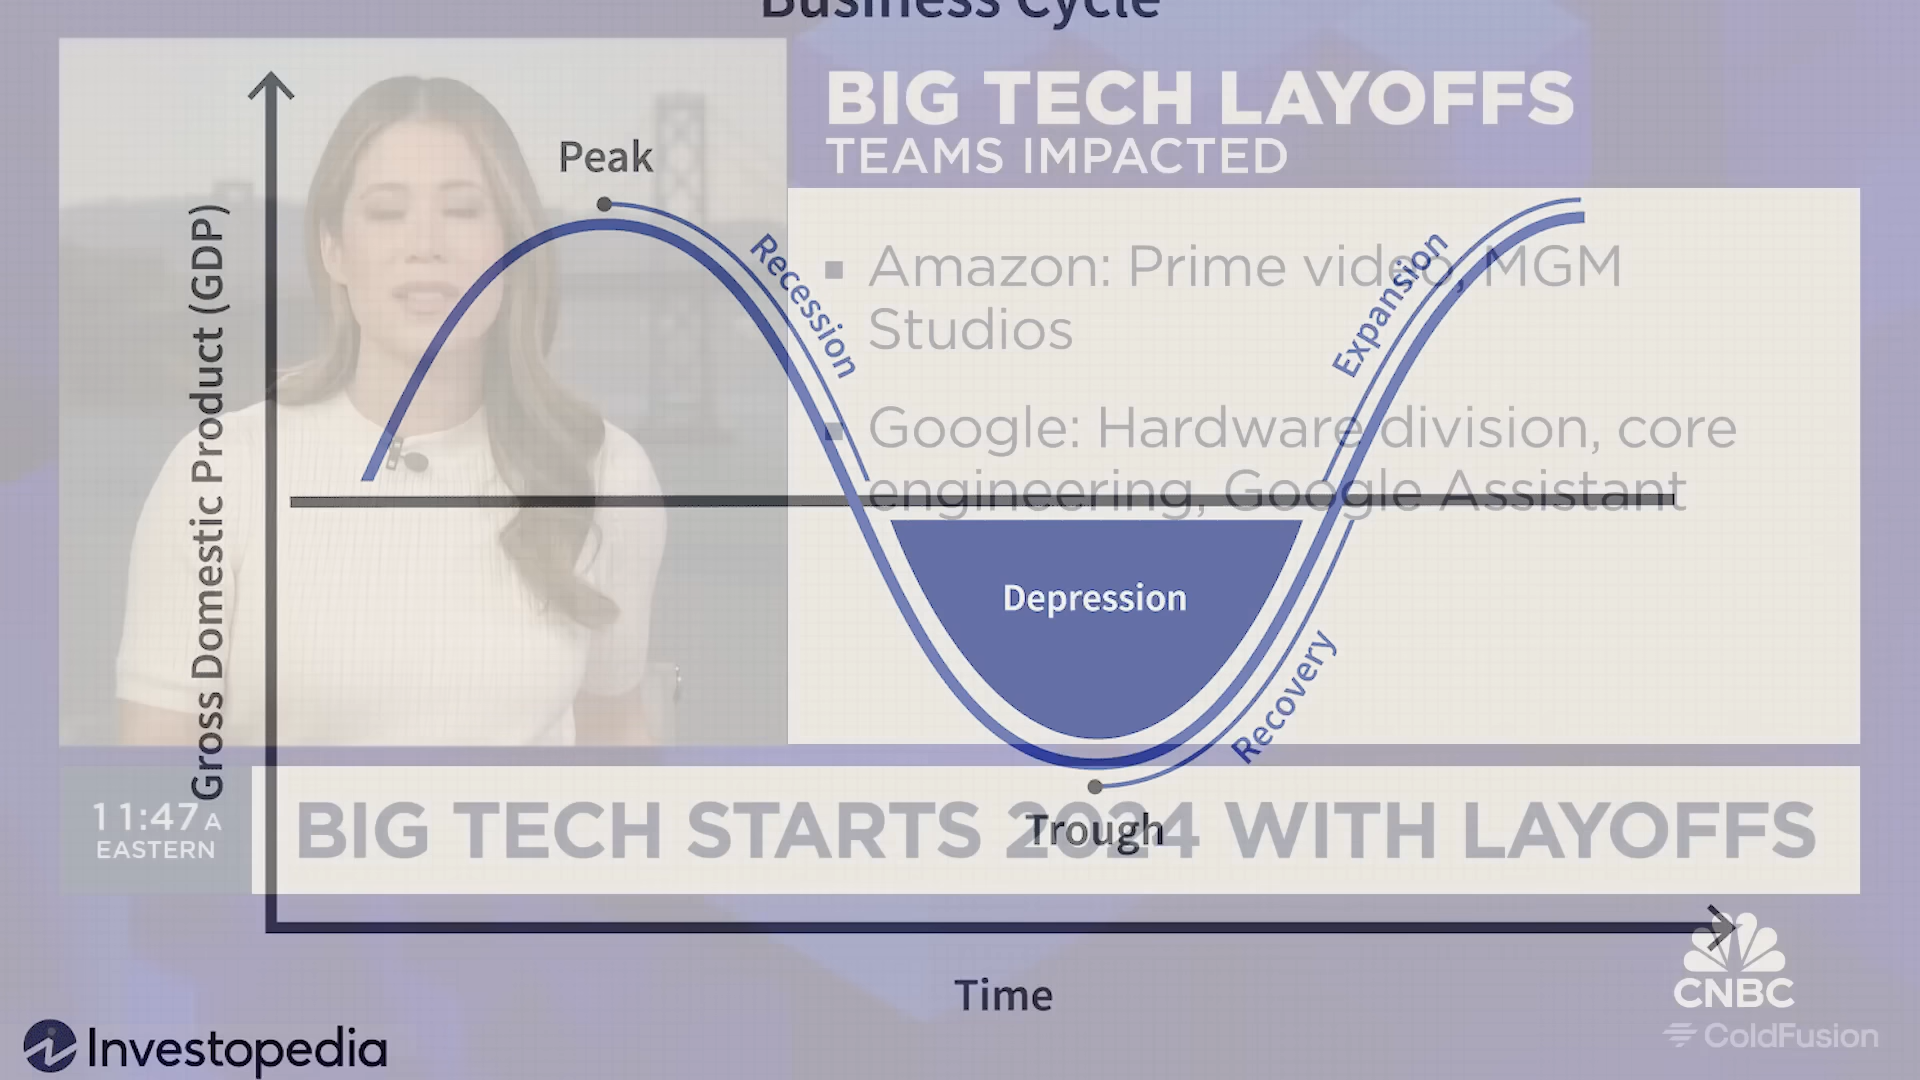 Business Cycle
BIG TECH LAYOFFS
TEAMS IMPACTED
Peak
Recession
Expansion
Amazon: Prime video, MGM
Studios
Google: Hardware division, core
engineering, Google Assistant
Gross Domestic Product (GDP)
Depression
Recovery
Trough
11:47 A
EASTERN
BIG TECH STARTS 2024 WITH LAYOFFS
Time
CNBC
ColdFusion
Investopedia